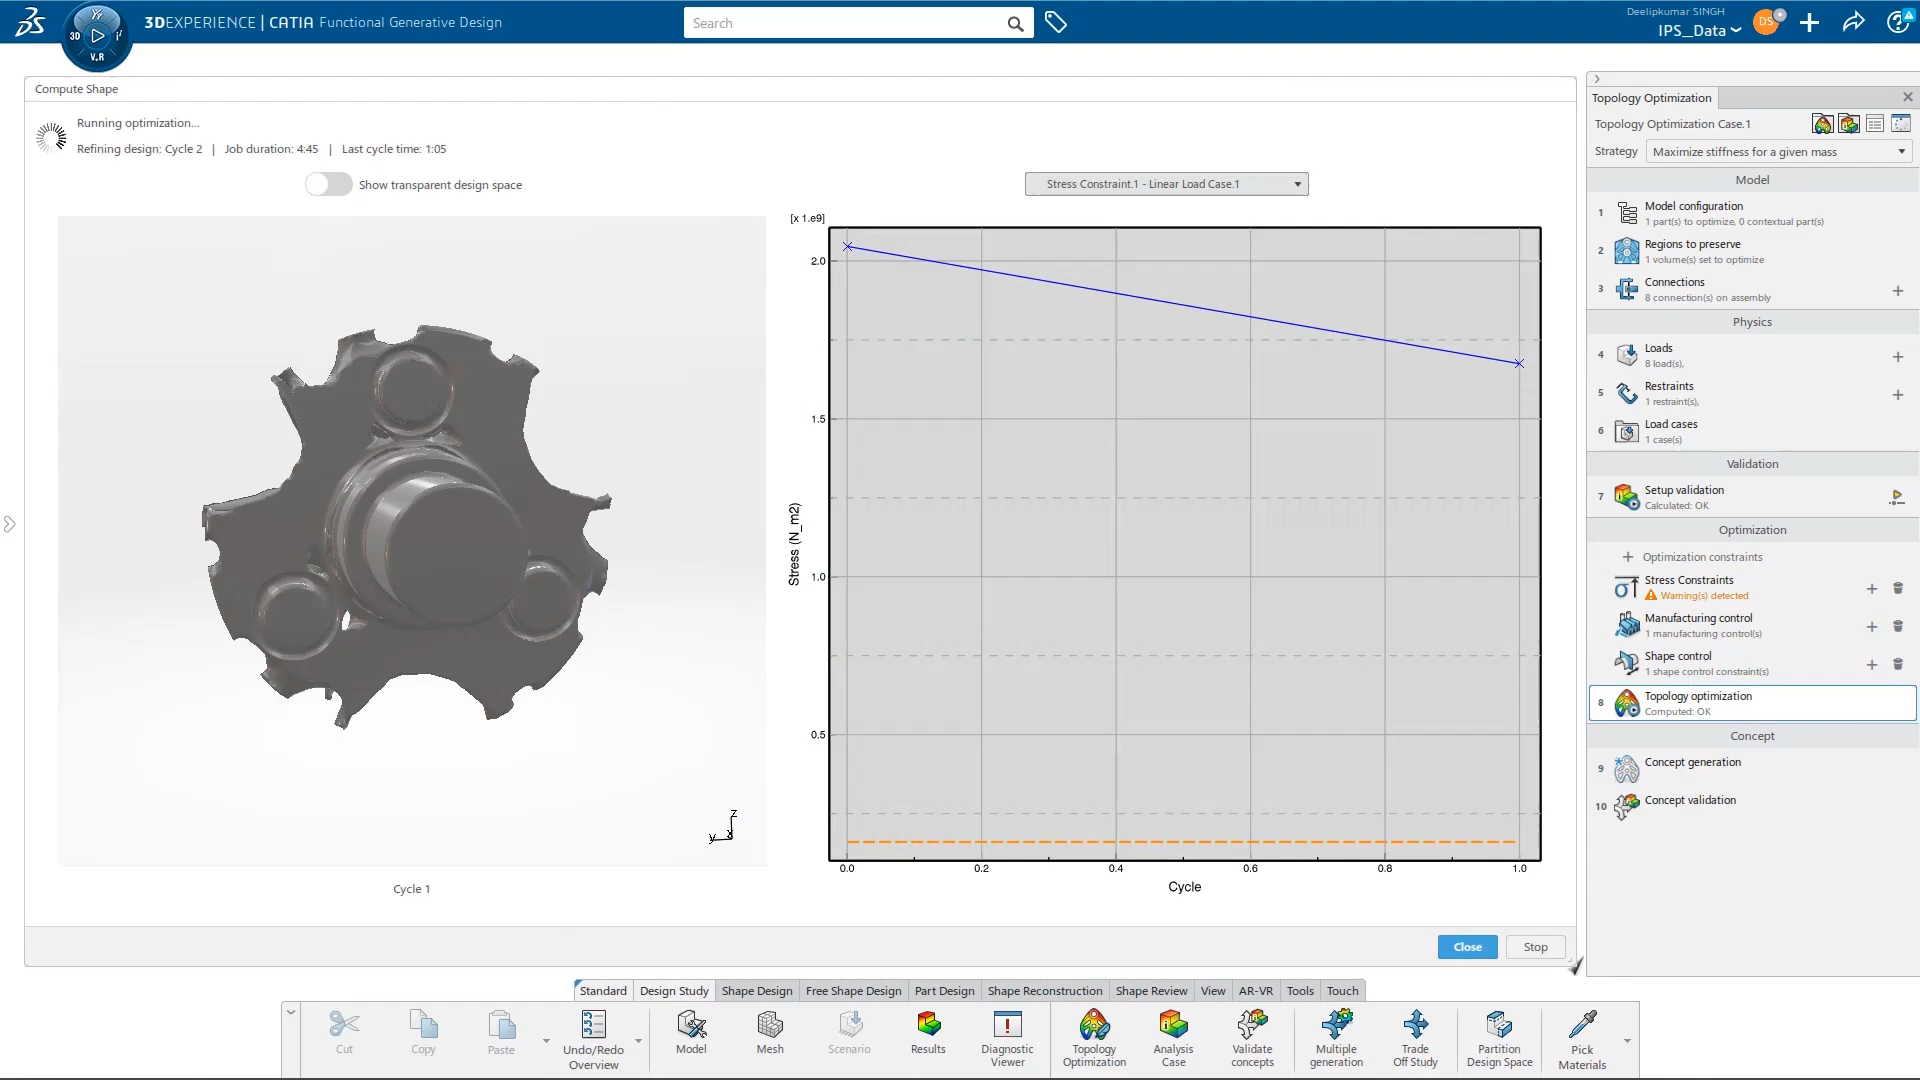 3DEXPERIENCE | CATIA Functional Generative Design
Search
Deelipkumar SINGH
IPS_Data
DS
3D
V.R
Compute Shape
Running optimization...
Refining design: Cycle 2 | Job duration: 4:45 | Last cycle time: 1:05
Show transparent design space
Stress Constraint.1 - Linear Load Case.1
[x 1.e9]
2.0
1.5
1.0
0.5
Stress (N_m2)
0.0 0.2 0.4 0.6 0.8 1.0
Cycle
z
y x
Cycle 1
Close
Stop
Topology Optimization
Topology Optimization Case.1
Strategy Maximize stiffness for a given mass
Model
1 Model configuration
1 part(s) to optimize, 0 contextual part(s)
2 Regions to preserve
1 volume(s) set to optimize
3 Connections
8 connection(s) on assembly
Physics
4 Loads
8 load(s),
5 Restraints
1 restraint(s),
6 Load cases
1 case(s)
Validation
7 Setup validation
Calculated: OK
Optimization
+ Optimization constraints
Stress Constraints
Warning(s) detected
Manufacturing control
1 manufacturing control(s)
Shape control
1 shape control constraint(s)
8 Topology optimization
Computed: OK
Concept
9 Concept generation
10 Concept validation
Standard Design Study Shape Design Free Shape Design Part Design Shape Reconstruction Shape Review View AR-VR Tools Touch
Cut
Copy
Paste
Undo/Redo
Overview
Model
Mesh
Scenario
Results
Diagnostic
Viewer
Topology
Optimization
Analysis
Case
Validate
concepts
Multiple
generation
Trade
Off Study
Partition
Design Space
Pick
Materials